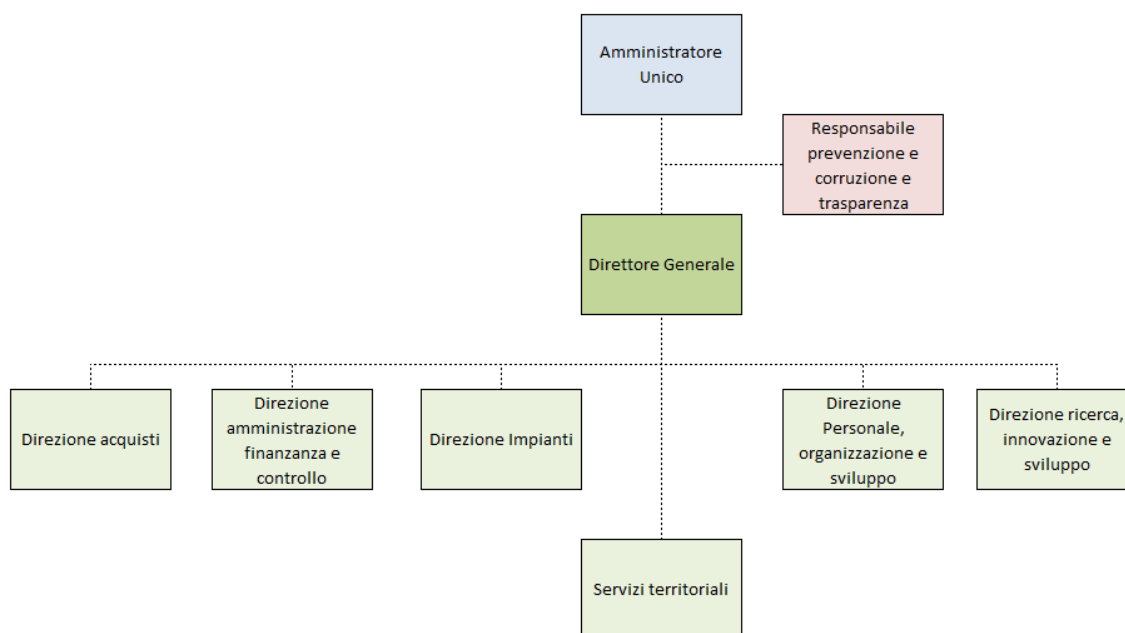 Amministratore
Unico
Responsabile
prevenzione e
corruzione e
trasparenza
Direttore Generale
Direzione acquisti
Direzione
amministrazione
finanzanza e
controllo
Direzione Impianti
Direzione
Personale,
organizzazione e
sviluppo
Direzione ricerca,
innovazione e
sviluppo
Servizi territoriali